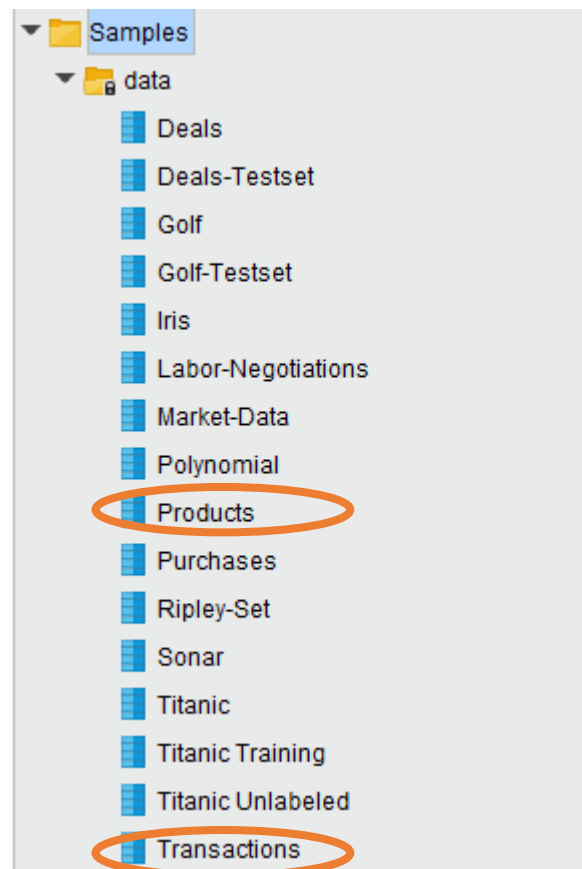 Samples
data
Deals
Deals-Testset
Golf
Golf-Testset
Iris
Labor-Negotiations
Market-Data
Polynomial
Products
Purchases
Ripley-Set
Sonar
Titanic
Titanic Training
Titanic Unlabeled
Transactions